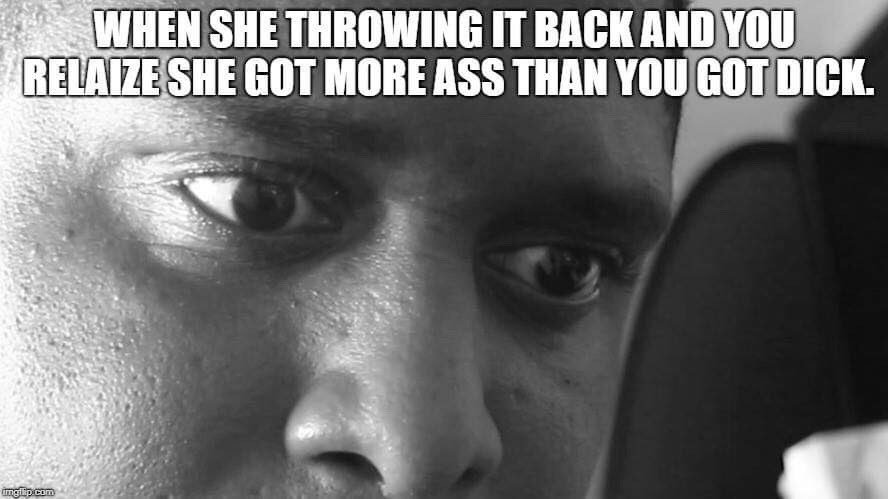 WHEN SHE THROWING IT BACK AND YOU
RELAIZE SHE GOT MORE ASS THAN YOU GOT DICK.
imgflip.com